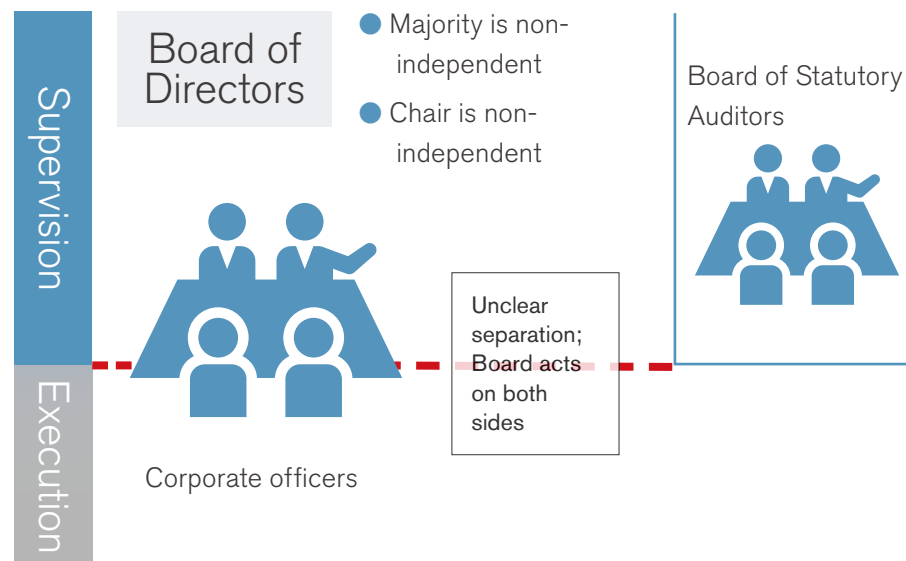 Supervision
Execution
Board of
Directors
Majority is non-
independent
Chair is non-
independent
Board of Statutory
Auditors
Unclear
separation;
Board acts
on both
sides
Corporate officers